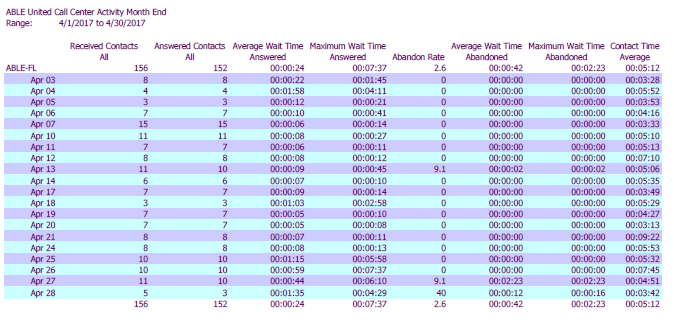 ABLE United Call Center Activity Month End
Range: 4/1/2017 to 4/30/2017
Received Contacts Answered Contacts Average Wait Time Maximum Wait Time Average Wait Time Maximum Wait Time Contact Time
All All Answered Answered Abandon Rate Abandoned Abandoned Average
ABLE-FL 156 152 00:00:24 00:07:37 2.6 00:00:42 00:02:23 00:05:12
Apr 03 8 8 00:00:22 00:01:45 0 00:00:00 00:00:00 00:03:28
Apr 04 4 4 00:01:58 00:04:11 0 00:00:00 00:00:00 00:05:52
Apr 05 3 3 00:00:12 00:00:21 0 00:00:00 00:00:00 00:03:53
Apr 06 7 7 00:00:10 00:00:41 0 00:00:00 00:00:00 00:04:16
Apr 07 15 15 00:00:06 00:00:14 0 00:00:00 00:00:00 00:03:33
Apr 10 11 11 00:00:08 00:00:27 0 00:00:00 00:00:00 00:05:10
Apr 11 7 7 00:00:06 00:00:11 0 00:00:00 00:00:00 00:05:13
Apr 12 8 8 00:00:08 00:00:12 0 00:00:00 00:00:00 00:07:10
Apr 13 11 10 00:00:09 00:00:45 9.1 00:00:02 00:00:02 00:05:06
Apr 14 6 6 00:00:07 00:00:10 0 00:00:00 00:00:00 00:05:35
Apr 17 7 7 00:00:09 00:00:14 0 00:00:00 00:00:00 00:03:49
Apr 18 3 3 00:01:03 00:02:58 0 00:00:00 00:00:00 00:05:29
Apr 19 7 7 00:00:05 00:00:10 0 00:00:00 00:00:00 00:04:27
Apr 20 7 7 00:00:05 00:00:08 0 00:00:00 00:00:00 00:03:13
Apr 21 8 8 00:00:07 00:00:11 0 00:00:00 00:00:00 00:09:22
Apr 24 8 8 00:00:08 00:00:13 0 00:00:00 00:00:00 00:05:53
Apr 25 10 10 00:01:15 00:05:58 0 00:00:00 00:00:00 00:05:32
Apr 26 10 10 00:00:59 00:07:37 0 00:00:00 00:00:00 00:07:45
Apr 27 11 10 00:00:44 00:06:10 9.1 00:02:23 00:02:23 00:04:51
Apr 28 5 3 00:01:35 00:04:29 40 00:00:12 00:00:16 00:03:42
156 152 00:00:24 00:07:37 2.6 00:00:42 00:02:23 00:05:12